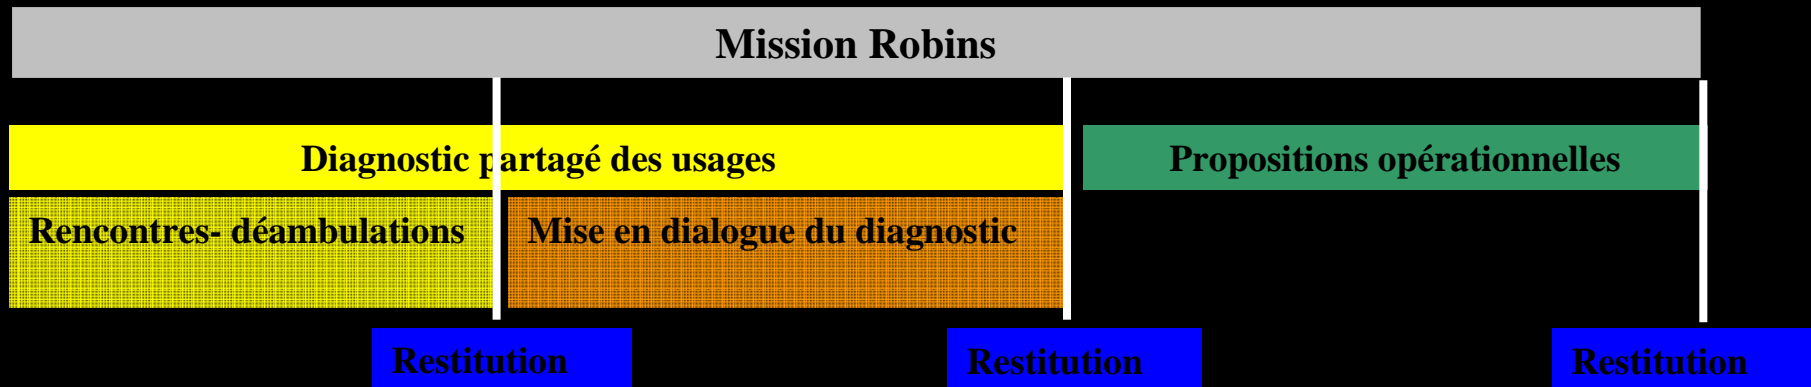 Mission Robins
Diagnostic partagé des usages
Propositions opérationnelles
Rencontres- déambulations
Mise en dialogue du diagnostic
Restitution
Restitution
Restitution